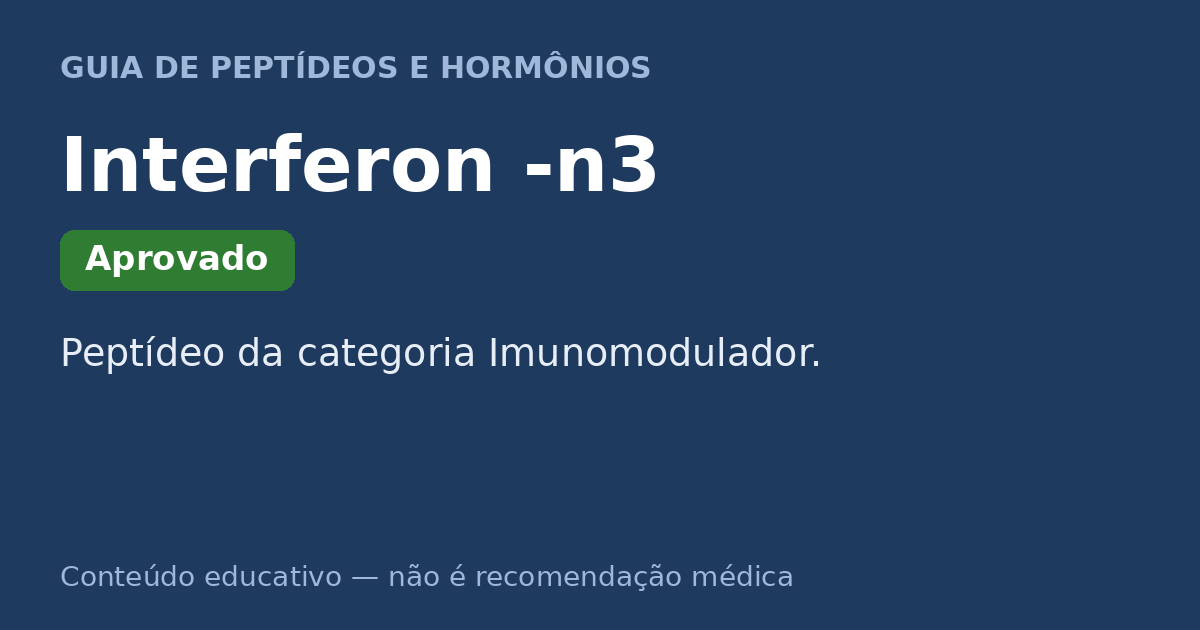 GUIA DE PEPTÍDEOS E HORMÔNIOS
Interferon -n3
Aprovado
Peptídeo da categoria Imunomodulador.
Conteúdo educativo — não é recomendação médica